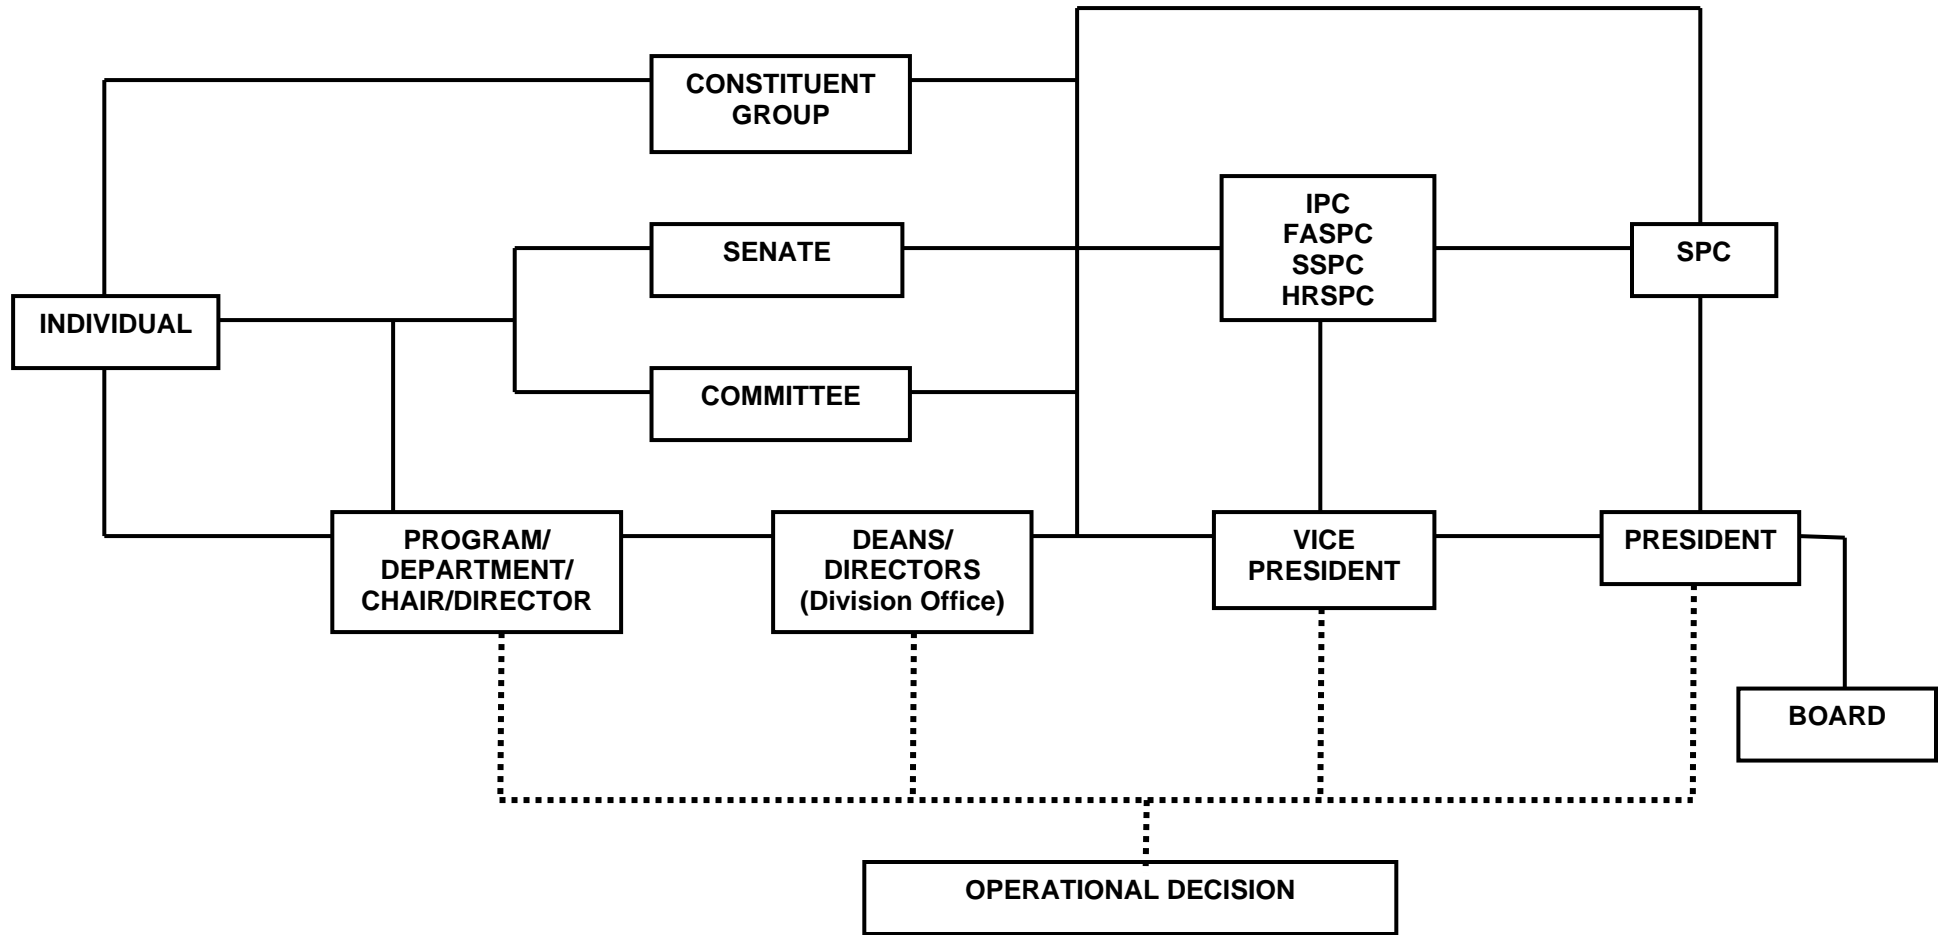 CONSTITUENT
GROUP
IPC
FASPC
SSPC
HRSPC
SENATE
SPC
INDIVIDUAL
COMMITTEE
PROGRAM/
DEPARTMENT/
CHAIR/DIRECTOR
DEANS/
DIRECTORS
(Division Office)
VICE
PRESIDENT
PRESIDENT
BOARD
OPERATIONAL DECISION